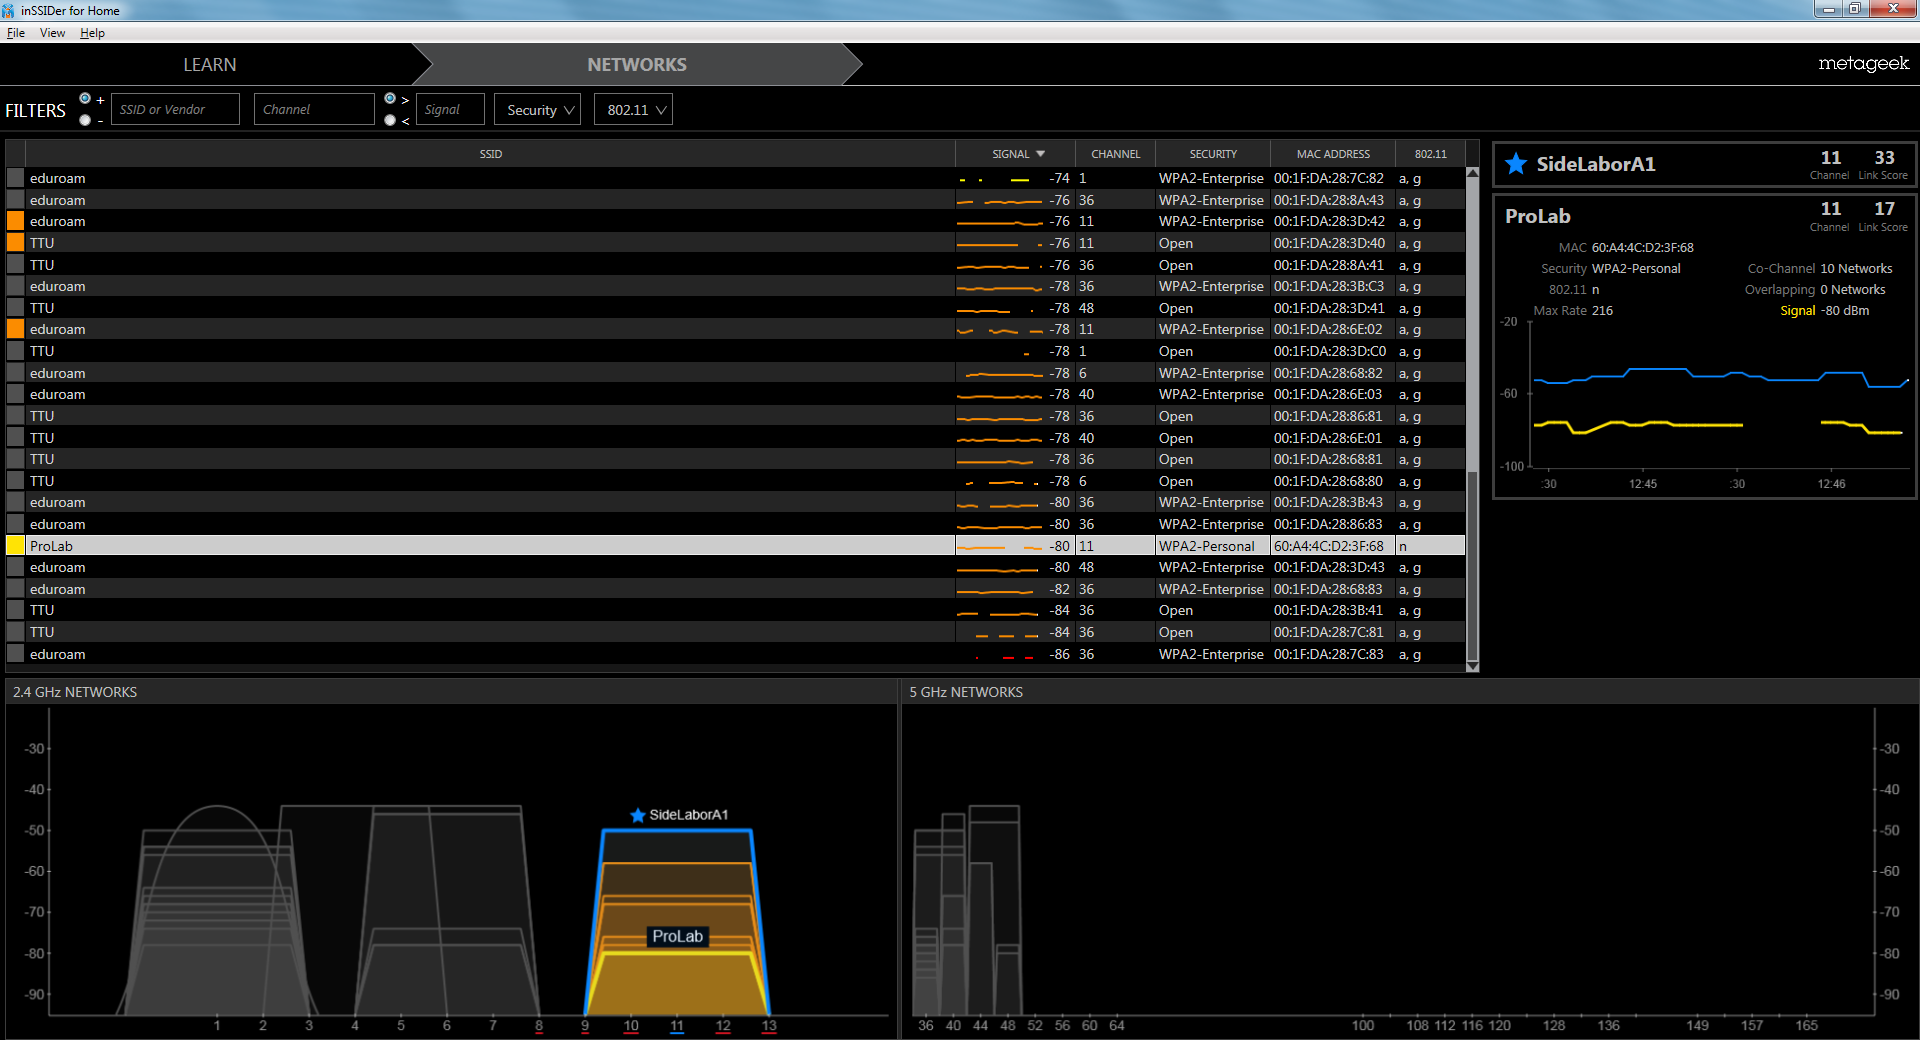 inSSIDer for Home
File View Help
LEARN NETWORKS metageek
FILTERS + - SSID or Vendor Channel > < Signal Security 802.11
SSID SIGNAL CHANNEL SECURITY MAC ADDRESS 802.11
eduroam -74 1 WPA2-Enterprise 00:1F:DA:28:7C:82 a, g
eduroam -76 36 WPA2-Enterprise 00:1F:DA:28:8A:43 a, g
eduroam -76 11 WPA2-Enterprise 00:1F:DA:28:3D:42 a, g
TTU -76 11 Open 00:1F:DA:28:3D:40 a, g
TTU -76 36 Open 00:1F:DA:28:8A:41 a, g
eduroam -78 36 WPA2-Enterprise 00:1F:DA:28:3B:C3 a, g
TTU -78 48 Open 00:1F:DA:28:3D:41 a, g
eduroam -78 11 WPA2-Enterprise 00:1F:DA:28:6E:02 a, g
TTU -78 1 Open 00:1F:DA:28:3D:C0 a, g
eduroam -78 6 WPA2-Enterprise 00:1F:DA:28:68:82 a, g
eduroam -78 40 WPA2-Enterprise 00:1F:DA:28:6E:03 a, g
TTU -78 36 Open 00:1F:DA:28:86:81 a, g
TTU -78 40 Open 00:1F:DA:28:6E:01 a, g
TTU -78 36 Open 00:1F:DA:28:68:81 a, g
TTU -78 6 Open 00:1F:DA:28:68:80 a, g
eduroam -80 36 WPA2-Enterprise 00:1F:DA:28:3B:43 a, g
eduroam -80 36 WPA2-Enterprise 00:1F:DA:28:86:83 a, g
ProLab -80 11 WPA2-Personal 60:A4:4C:D2:3F:68 n
eduroam -80 48 WPA2-Enterprise 00:1F:DA:28:3D:43 a, g
eduroam -82 36 WPA2-Enterprise 00:1F:DA:28:68:83 a, g
TTU -84 36 Open 00:1F:DA:28:3B:41 a, g
TTU -84 36 Open 00:1F:DA:28:7C:81 a, g
eduroam -86 36 WPA2-Enterprise 00:1F:DA:28:7C:83 a, g
SideLaborA1 11 33
Channel Link Score
ProLab 11 17
Channel Link Score
MAC 60:A4:4C:D2:3F:68
Security WPA2-Personal Co-Channel 10 Networks
802.11 n Overlapping 0 Networks
Max Rate 216 Signal -80 dBm
-20
-60
-100
:30 12:45 :30 12:46
2.4 GHz NETWORKS
-30
-40
-50
-60
-70
-80
-90
SideLaborA1
ProLab
1 2 3 4 5 6 7 8 9 10 11 12 13
5 GHz NETWORKS
-30
-40
-50
-60
-70
-80
-90
36 40 44 48 52 56 60 64 100 108 112 116 120 128 136 149 157 165